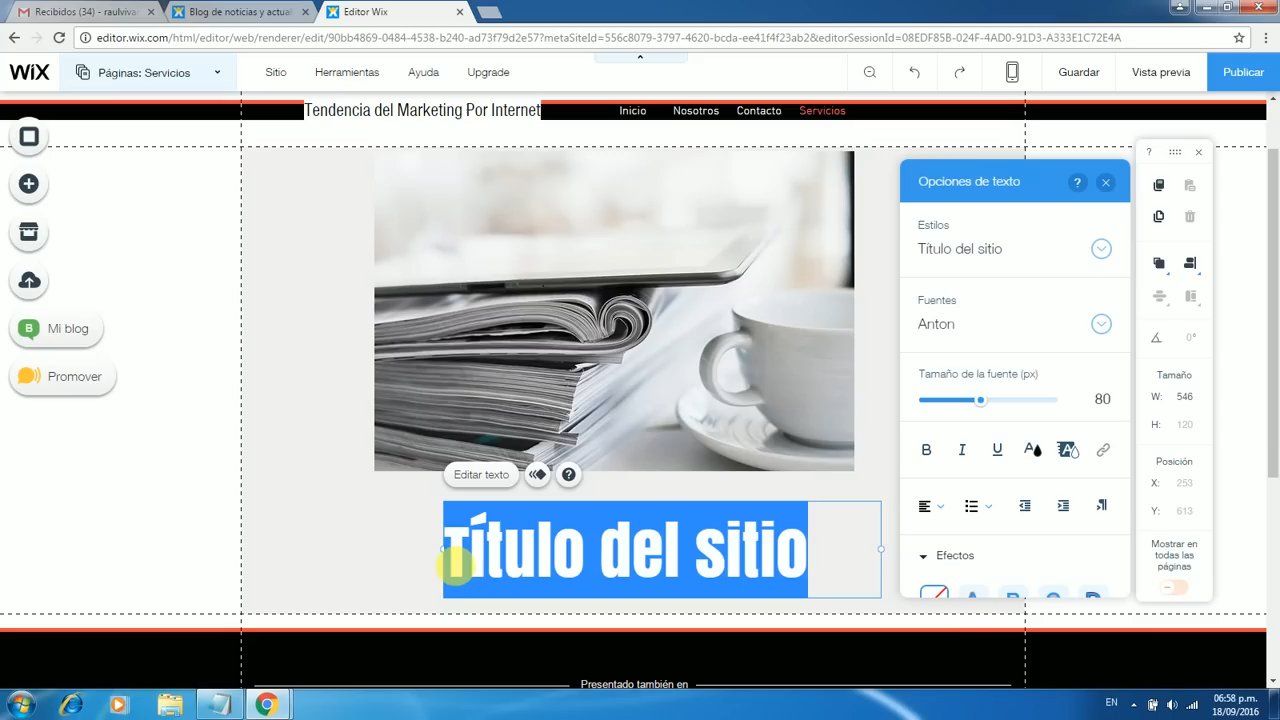 Recibidos (34) - raulvivas
Blog de noticias y actual
Editor Wix
editor.wix.com/html/editor/web/renderer/edit/90bb4869-0484-4538-b240-ad73f79d2e57?metaSiteId=556c8079-3797-4620-bcda-ee41f4f23ab2&editorSessionId=08EDF85B-024F-4AD0-91D3-A333E1C72E4A
WiX
Páginas: Servicios
Sitio
Herramientas
Ayuda
Upgrade
Guardar
Vista previa
Publicar
Tendencia del Marketing Por Internet
Inicio
Nosotros
Contacto
Servicios
Mi blog
Promover
Opciones de texto
?
Estilos
Título del sitio
Fuentes
Anton
Tamaño de la fuente (px)
80
B I U
Efectos
?
0°
Tamaño
W: 546
H: 120
Posición
X: 253
Y: 613
Mostrar en
todas las
páginas
Editar texto
?
Título del sitio
Presentado también en
EN
06:58 p.m.
18/09/2016